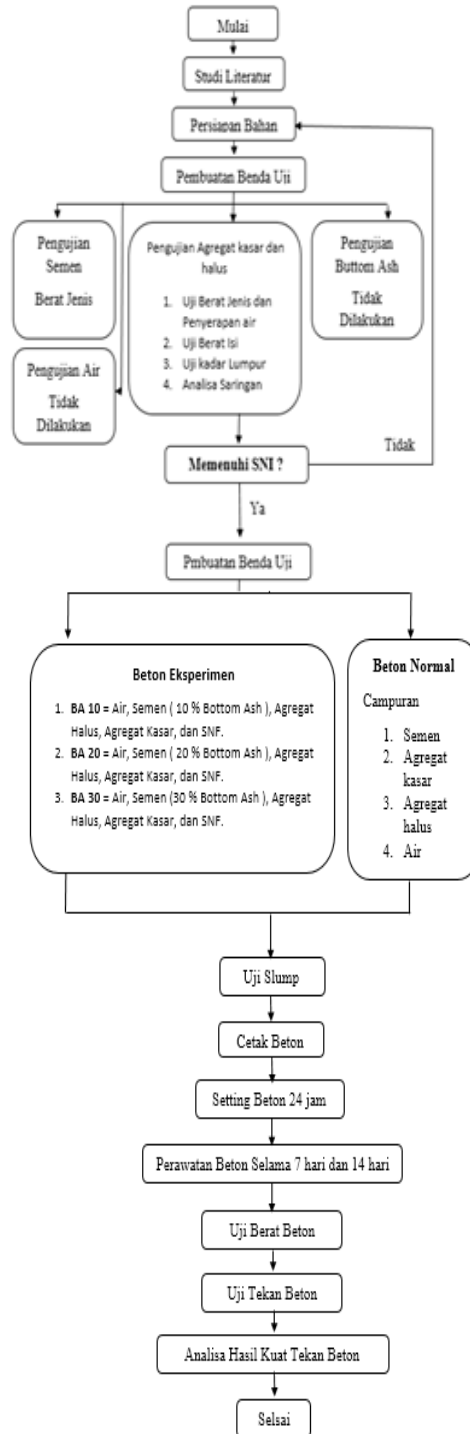 Mulai
Studi Literatur
Persiapan Bahan
Pembuatan Benda Uji
Pengujian
Semen
Berat Jenis
Pengujian Agregat kasar dan
halus
1. Uji Berat Jenis dan
Penyerapan air
2. Uji Berat Isi
3. Uji kadar Lumpur
4. Analisa Saringan
Pengujian
Buttom Ash
Tidak
Dilakukan
Pengujian Air
Tidak
Dilakukan
Memenuhi SNI ?
Tidak
Ya
Pmbuatan Benda Uji
Beton Eksperimen
1. BA 10 = Air, Semen ( 10 % Bottom Ash ), Agregat
Halus, Agregat Kasar, dan SNF.
2. BA 20 = Air, Semen ( 20 % Bottom Ash ), Agregat
Halus, Agregat Kasar, dan SNF.
3. BA 30 = Air, Semen (30 % Bottom Ash ), Agregat
Halus, Agregat Kasar, dan SNF.
Beton Normal
Campuran
1. Semen
2. Agregat
kasar
3. Agregat
halus
4. Air
Uji Slump
Cetak Beton
Setting Beton 24 jam
Perawatan Beton Selama 7 hari dan 14 hari
Uji Berat Beton
Uji Tekan Beton
Analisa Hasil Kuat Tekan Beton
Selsai